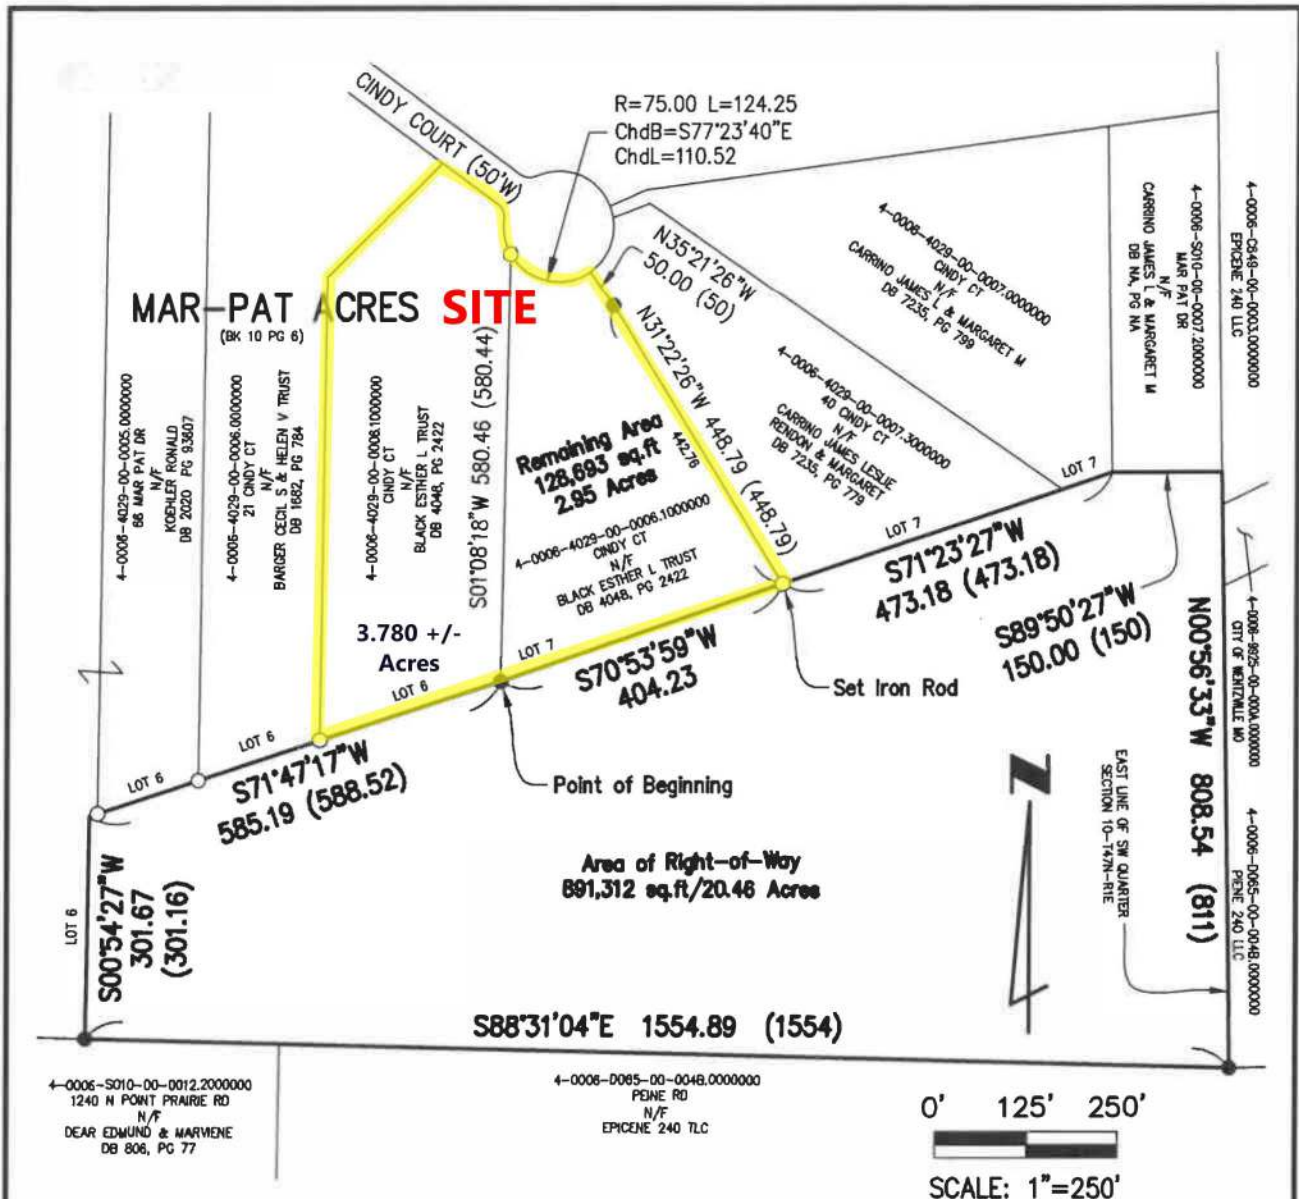 CINDY COURT (50'W)
R=75.00 L=124.25
ChdB=S77°23'40"E
ChdL=110.52
MAR-PAT ACRES SITE
(BK 10 PG 6)
4-0006-4029-00-0005.0000000
66 MAR PAT DR
N/F
KOEHLER RONALD
DB 2020 PG 93607
4-0006-4029-00-0006.0000000
21 CINDY CT
N/F
BARGER CECIL S & HELEN V TRUST
DB 1682, PG 784
4-0006-4029-00-0006.1000000
CINDY CT
N/F
BLACK ESTHER L TRUST
DB 4048, PG 2422
3.780 +/-
Acres
S01°08'18"W 580.46 (580.44)
Remaining Area
128,693 sq.ft
2.95 Acres
4-0006-4029-00-0006.1000000
CINDY CT
N/F
BLACK ESTHER L TRUST
DB 4048, PG 2422
N35°21'26"W
50.00 (50)
N31°22'26"W 448.79 (448.79)
442.76
4-0006-4029-00-0007.0000000
CINDY CT
N/F
CARRINO JAMES L & MARGARET M
DB 7235, PG 799
4-0006-4029-00-0007.3000000
40 CINDY CT
N/F
CARRINO JAMES LESLIE
RENDON & MARGARET
DB 7235, PG 779
4-0006-S010-00-0007.2000000
MAR PAT DR
N/F
CARRINO JAMES L & MARGARET M
DB NA, PG NA
4-0006-C849-00-0003.0000000
EPICENE 240 LLC
LOT 7
LOT 7
S71°23'27"W
473.18 (473.18)
S89°50'27"W
150.00 (150)
N00°56'33"W 808.54 (811)
CITY OF WENTZVILLE MO
4-0006-D065-00-004B.0000000
PIENE 240 LLC
EAST LINE OF SW QUARTER
SECTION 10-T47N-R1E
LOT 7
S70°53'59"W
404.23
Set Iron Rod
LOT 6
LOT 6
LOT 6
S71°47'17"W
585.19 (588.52)
Point of Beginning
Area of Right-of-Way
891,312 sq.ft/20.46 Acres
LOT 6
S00°54'27"W
301.67
(301.16)
N
S88°31'04"E 1554.89 (1554)
4-0006-S010-00-0012.2000000
1240 N POINT PRAIRIE RD
N/F
DEAR EDMUND & MARVIENE
DB 806, PG 77
4-0006-D065-00-004B.0000000
PEINE RD
N/F
EPICENE 240 TLC
0' 125' 250'
SCALE: 1"=250'